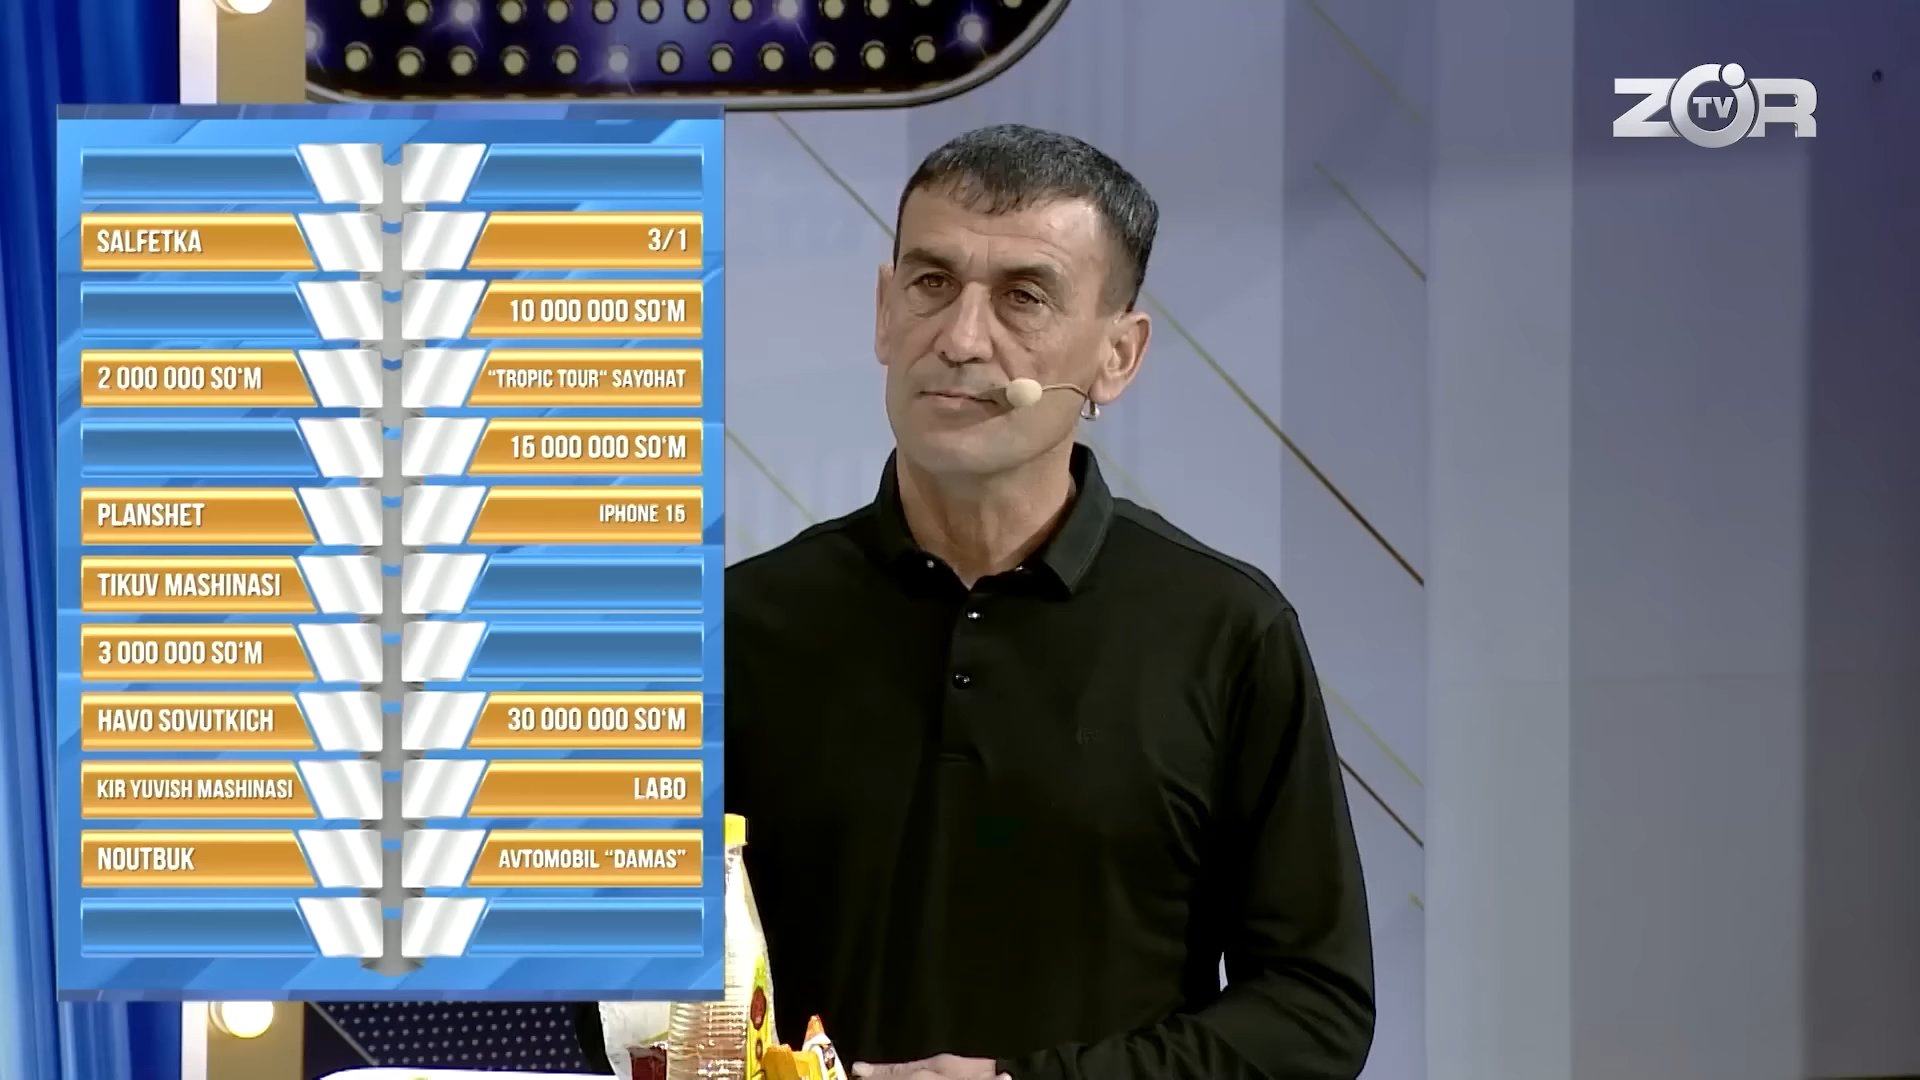 ZOR TV
SALFETKA
3/1
10 000 000 SO‘M
2 000 000 SO‘M
“TROPIC TOUR“ SAYOHAT
15 000 000 SO‘M
PLANSHET
IPHONE 15
TIKUV MASHINASI
3 000 000 SO‘M
HAVO SOVUTKICH
30 000 000 SO‘M
KIR YUVISH MASHINASI
LABO
NOUTBUK
AVTOMOBIL “DAMAS”